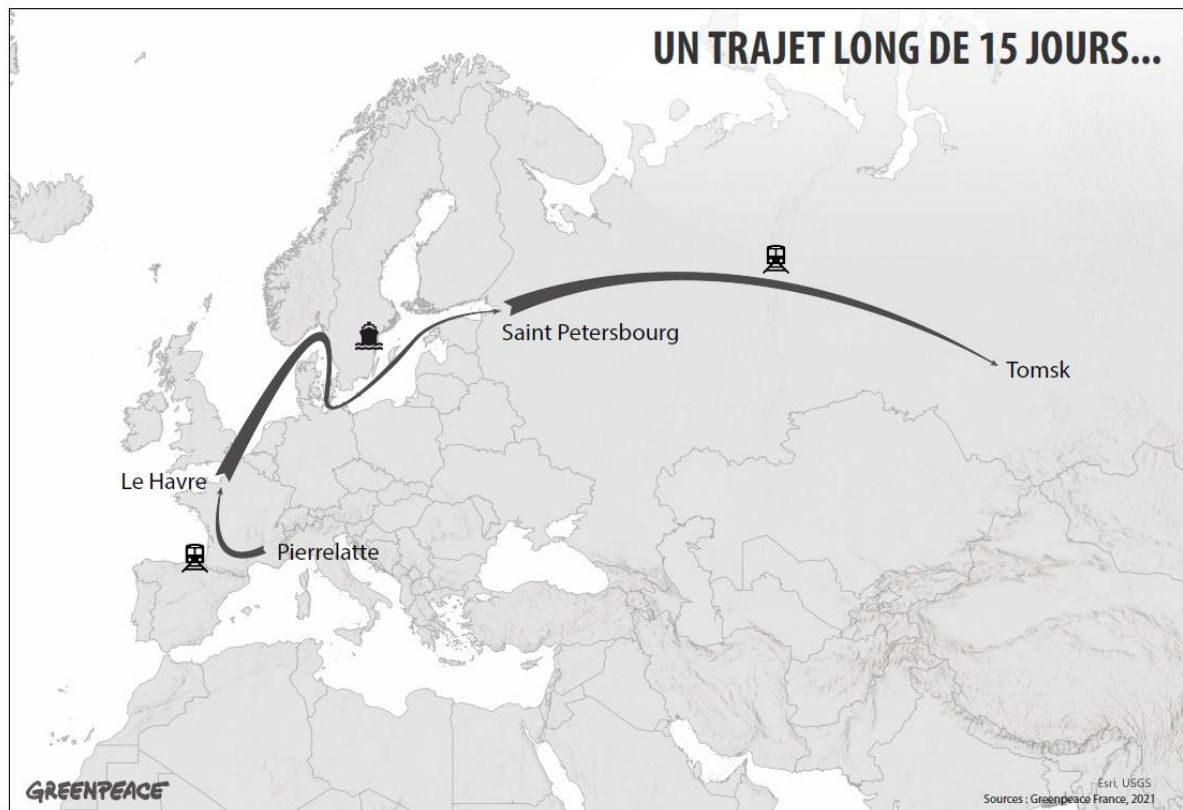 UN TRAJET LONG DE 15 JOURS...
Saint Petersbourg
Tomsk
Le Havre
Pierrelatte
GREENPEACE
Esri, USGS
Sources : Greenpeace France, 2021